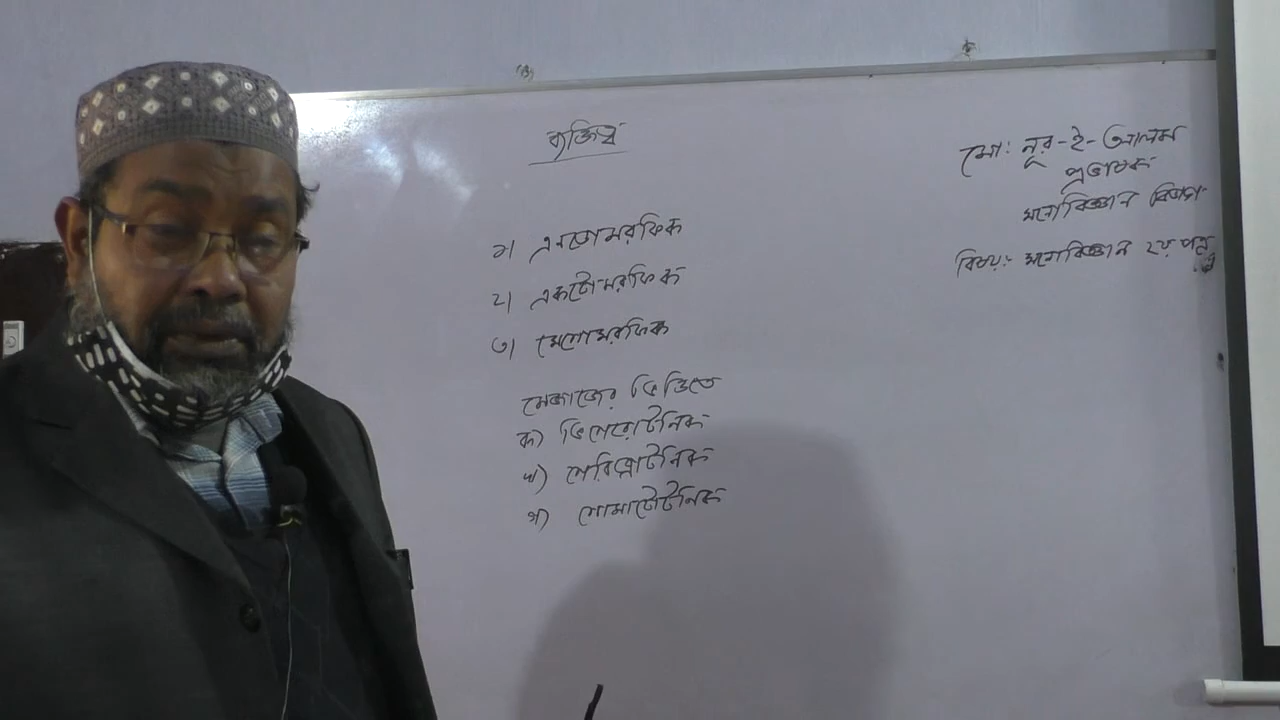 ব্যক্তিত্ব
১। এনডোমরফিক
২। একটোমরফিক
৩। মেসোমরফিক
মেজাজের ভিত্তিতে
ক) ভিসেরোটনিক
খ) সেরিব্রোটনিক
গ) সোমাটোটনিক
মো: নূর-ই-আলম
প্রভাষক
মনোবিজ্ঞান বিভাগ
বিষয়:- মনোবিজ্ঞান ২য় পত্র